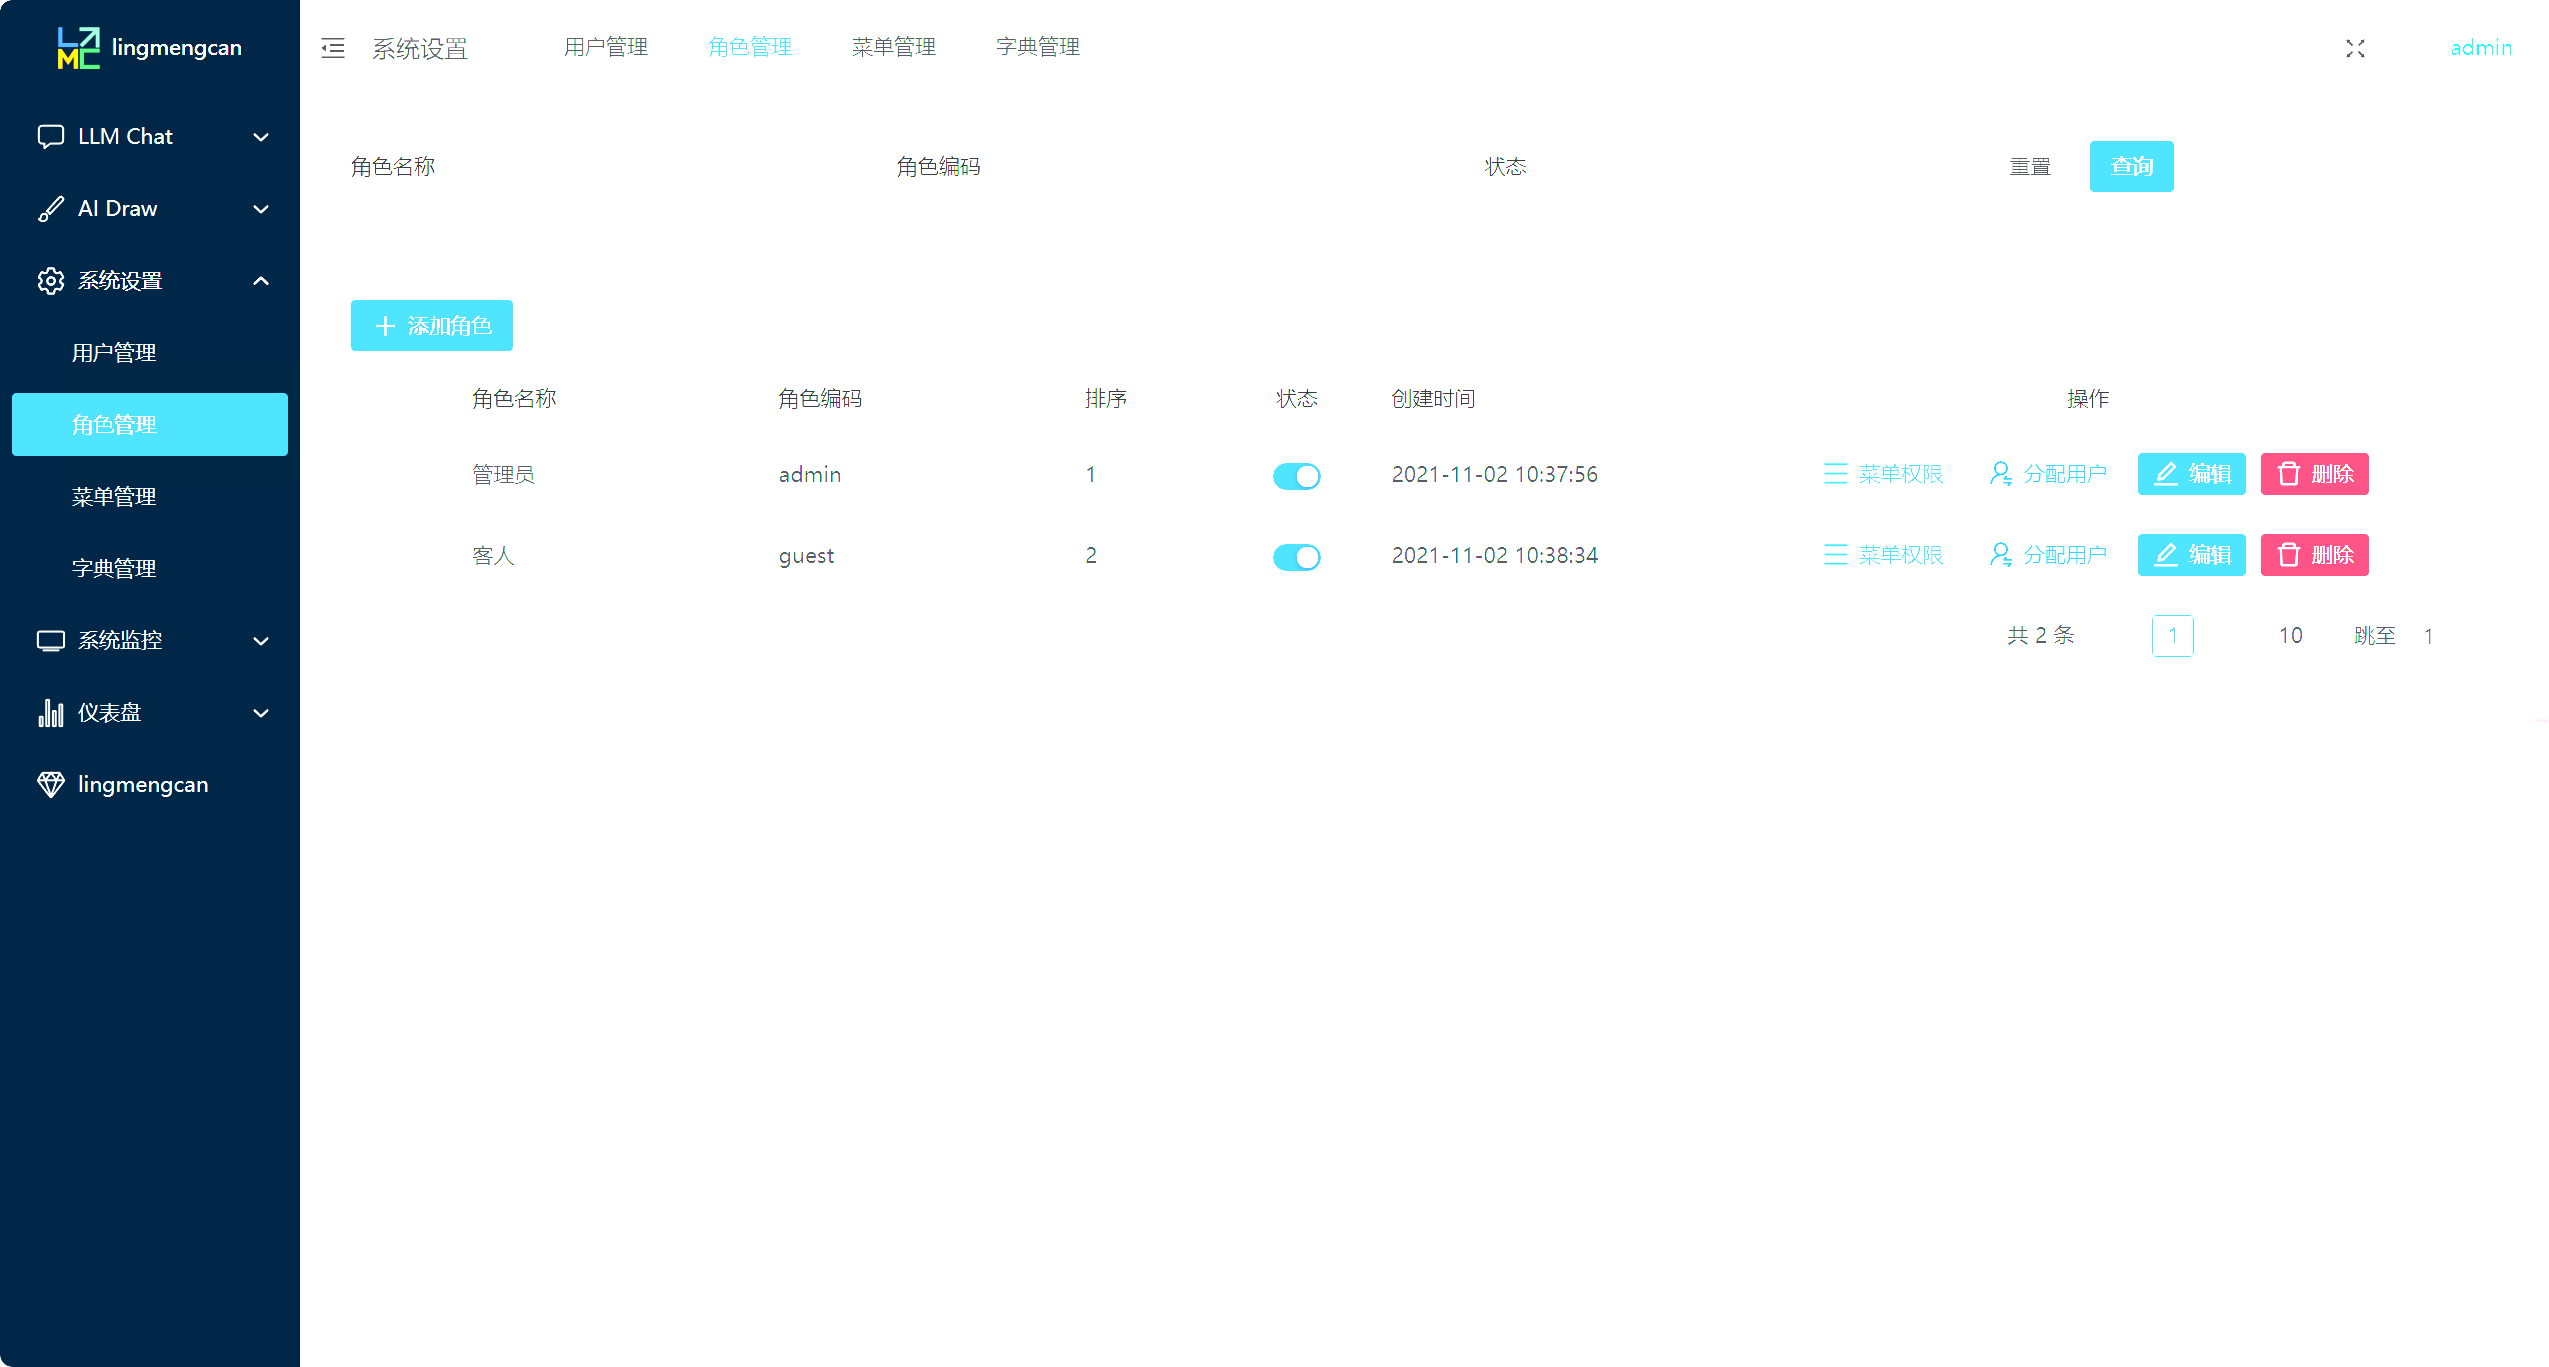 lingmengcan
LLM Chat
AI Draw
系统设置
用户管理
角色管理
菜单管理
字典管理
系统监控
仪表盘
lingmengcan
系统设置 用户管理 角色管理 菜单管理 字典管理 admin
角色名称 角色编码 状态 重置 查询
添加角色
角色名称 角色编码 排序 状态 创建时间 操作
管理员 admin 1 2021-11-02 10:37:56 菜单权限 分配用户 编辑 删除
客人 guest 2 2021-11-02 10:38:34 菜单权限 分配用户 编辑 删除
共 2 条 1 10 跳至 1